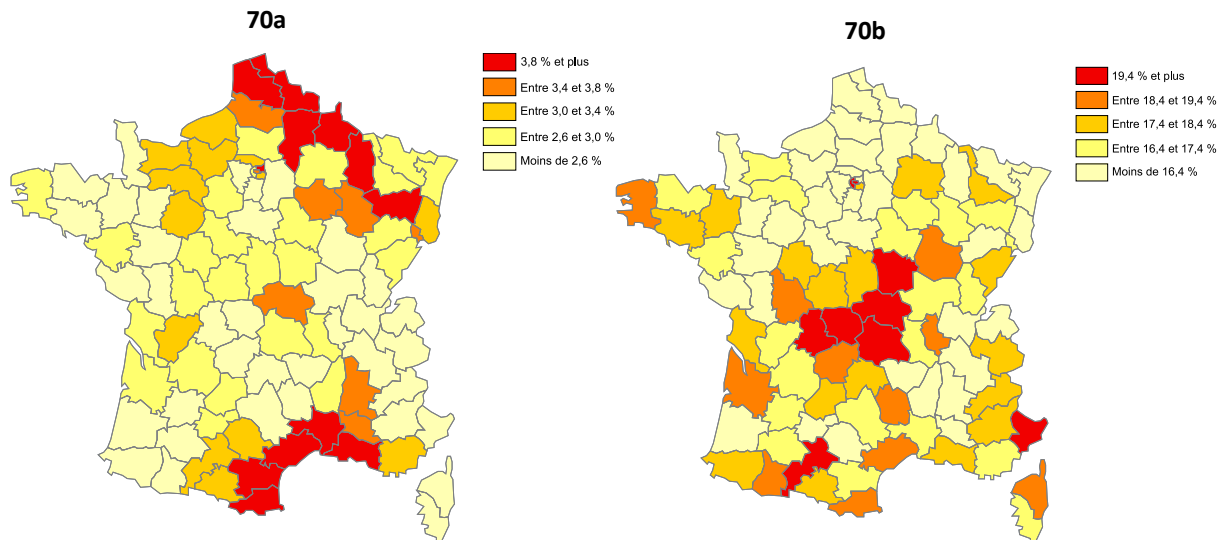 70a
3,8 % et plus
Entre 3,4 et 3,8 %
Entre 3,0 et 3,4 %
Entre 2,6 et 3,0 %
Moins de 2,6 %
70b
19,4 % et plus
Entre 18,4 et 19,4 %
Entre 17,4 et 18,4 %
Entre 16,4 et 17,4 %
Moins de 16,4 %